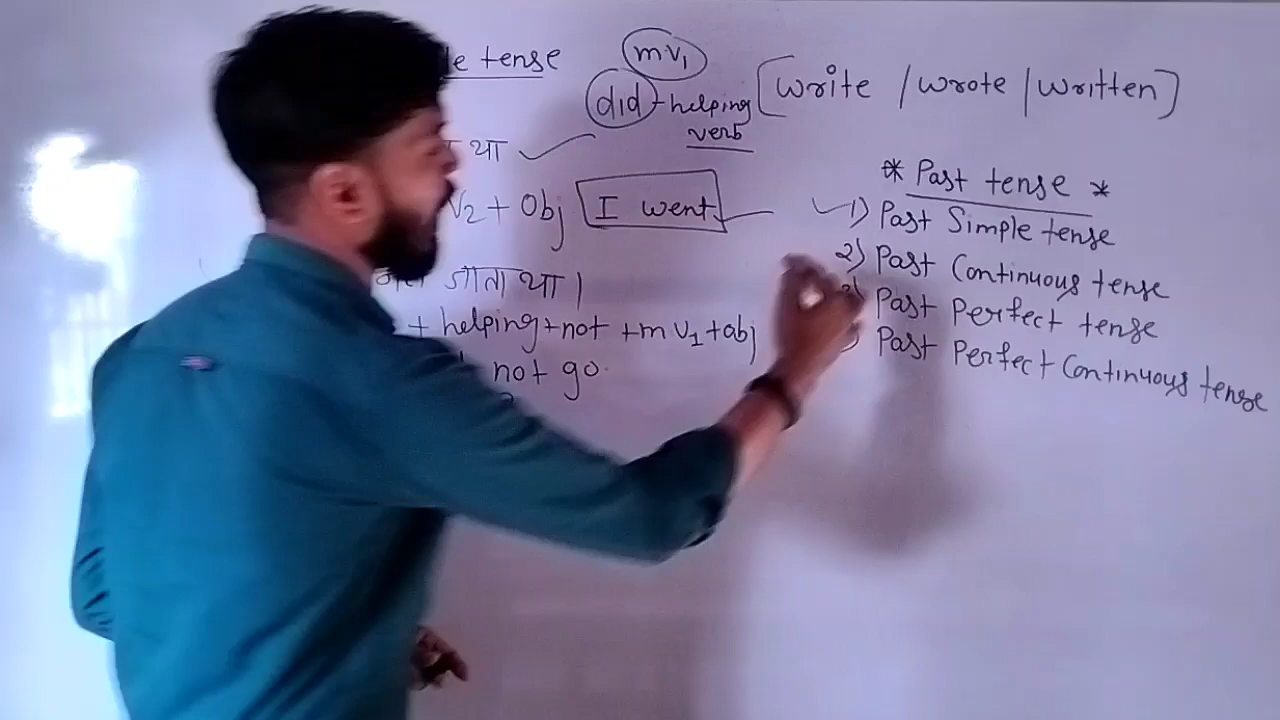 tense
mv₁
did - helping
verb
[write / wrote / written]
था
V₂ + Obj
I went
जाता था।
+ helping + not + m v₁ + obj
not go.
* Past tense *
1) Past Simple tense
2) Past Continuous tense
Past Perfect tense
Past Perfect Continuous tense